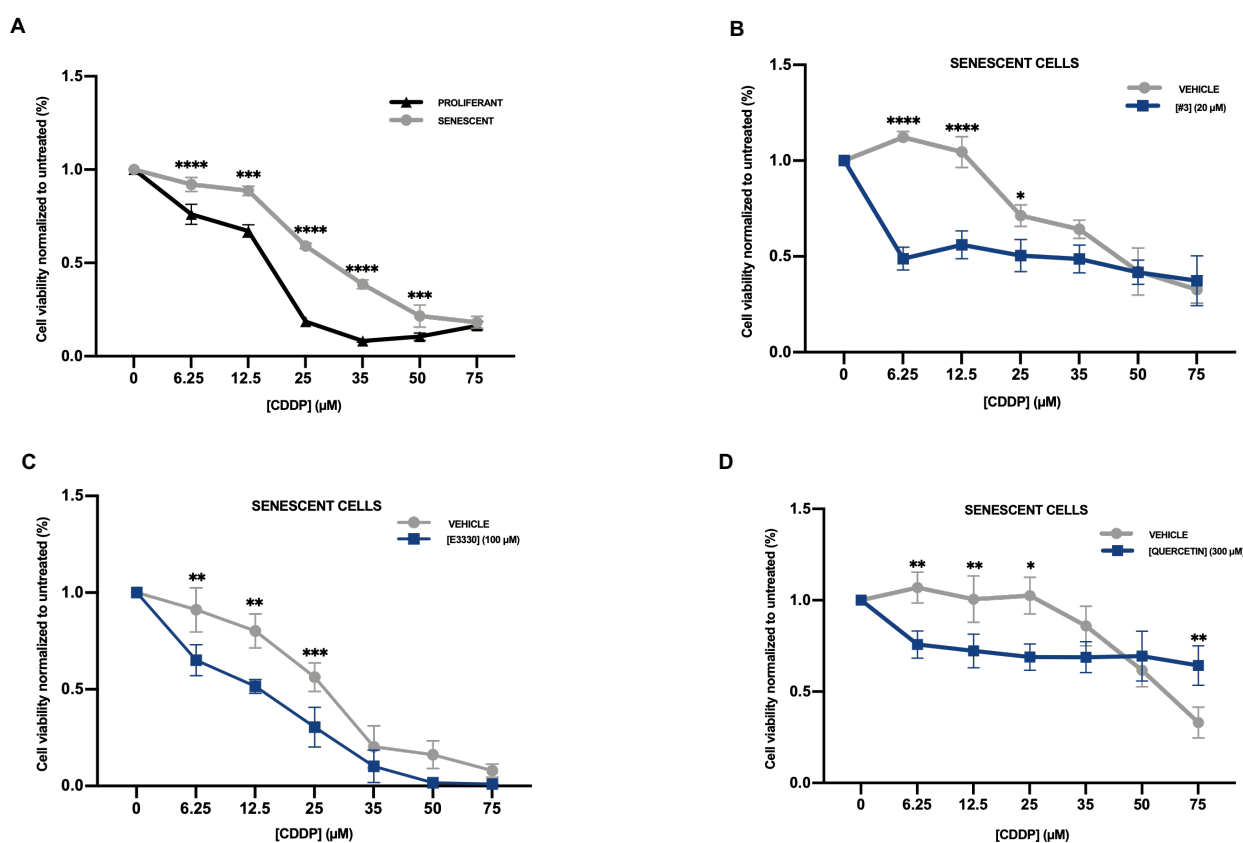 A
Cell viability normalized to untreated (%)
1.5
1.0
0.5
0.0
PROLIFERANT
SENESCENT
****
***
****
****
***
0 6.25 12.5 25 35 50 75
[CDDP] (µM)
B
SENESCENT CELLS
Cell viability normalized to untreated (%)
1.5
1.0
0.5
0.0
VEHICLE
[#3] (20 µM)
****
****
*
0 6.25 12.5 25 35 50 75
[CDDP] (µM)
C
SENESCENT CELLS
Cell viability normalized to untreated (%)
1.5
1.0
0.5
0.0
VEHICLE
[E3330] (100 µM)
**
**
***
0 6.25 12.5 25 35 50 75
[CDDP] (µM)
D
SENESCENT CELLS
Cell viability normalized to untreated (%)
1.5
1.0
0.5
0.0
VEHICLE
[QUERCETIN] (300 µM)
**
**
*
**
0 6.25 12.5 25 35 50 75
[CDDP] (µM)